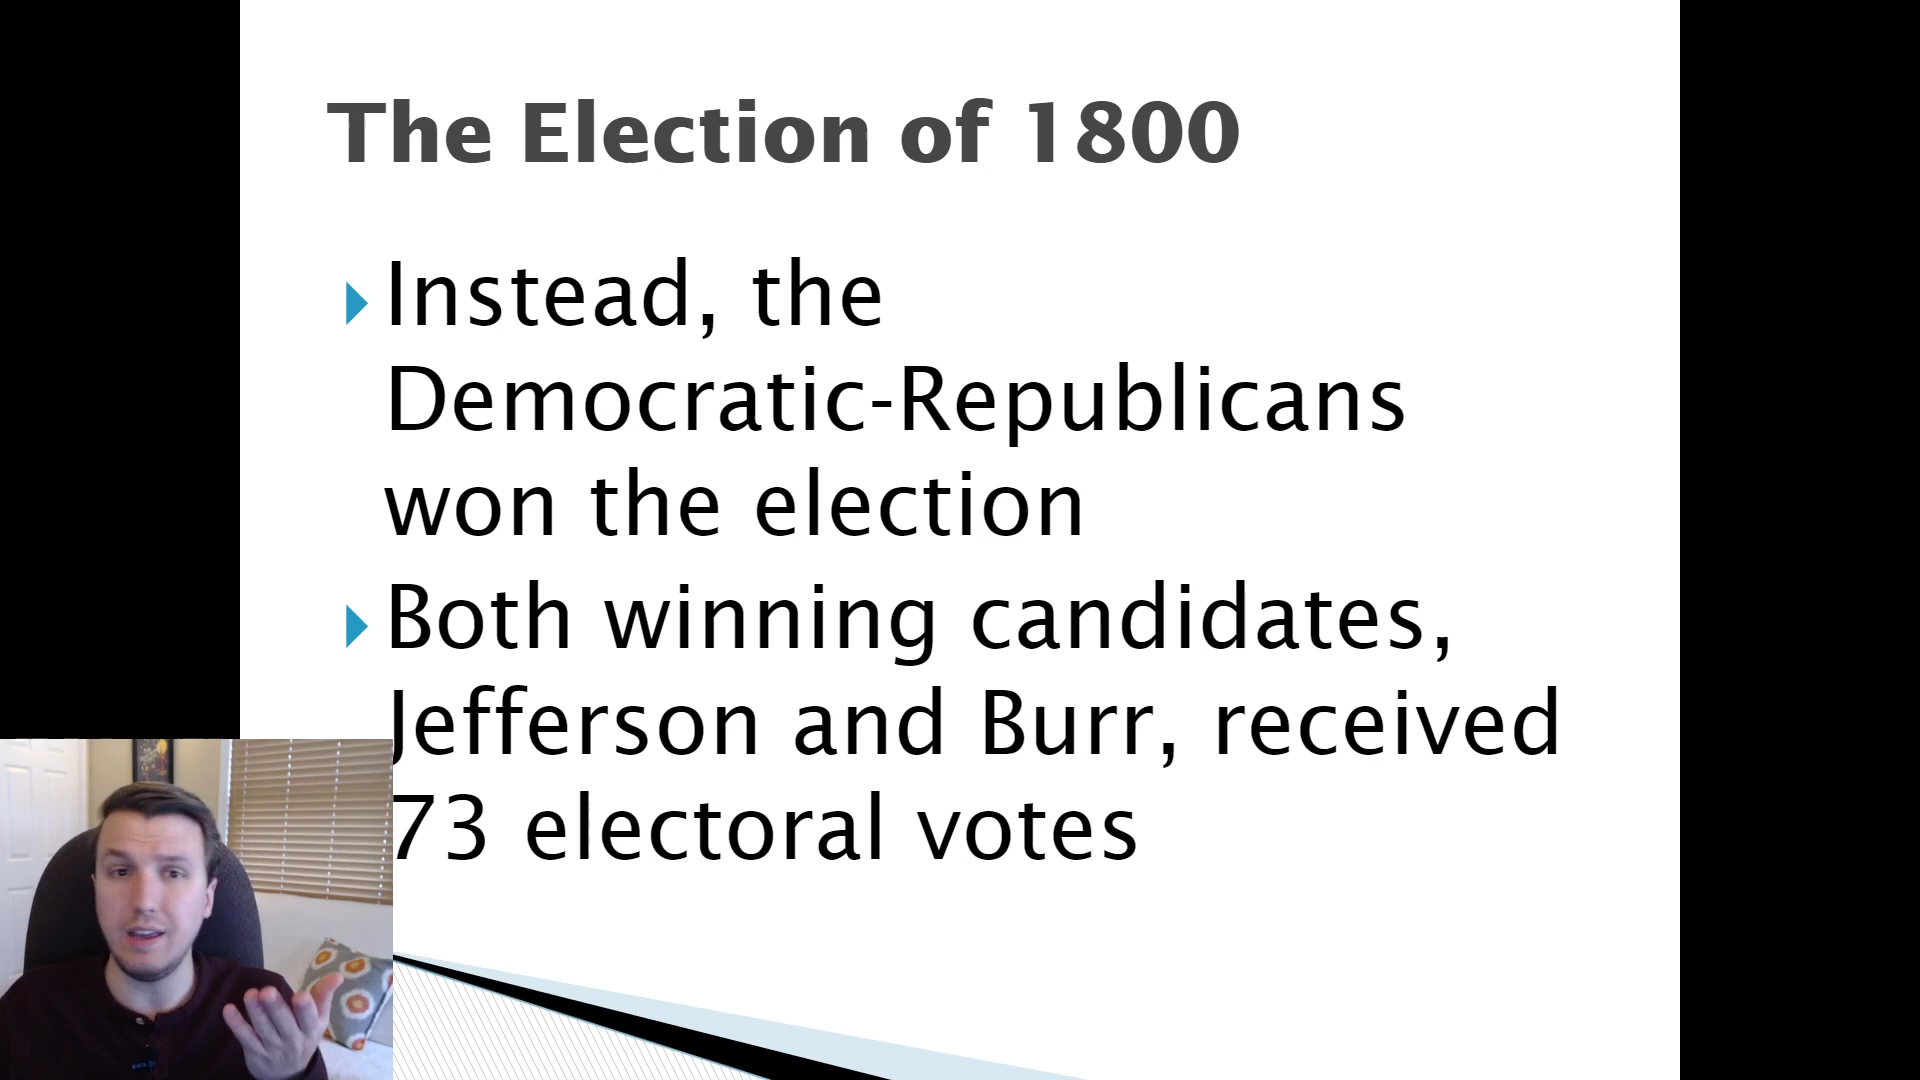 The Election of 1800
Instead, the
Democratic-Republicans
won the election
Both winning candidates,
Jefferson and Burr, received
73 electoral votes